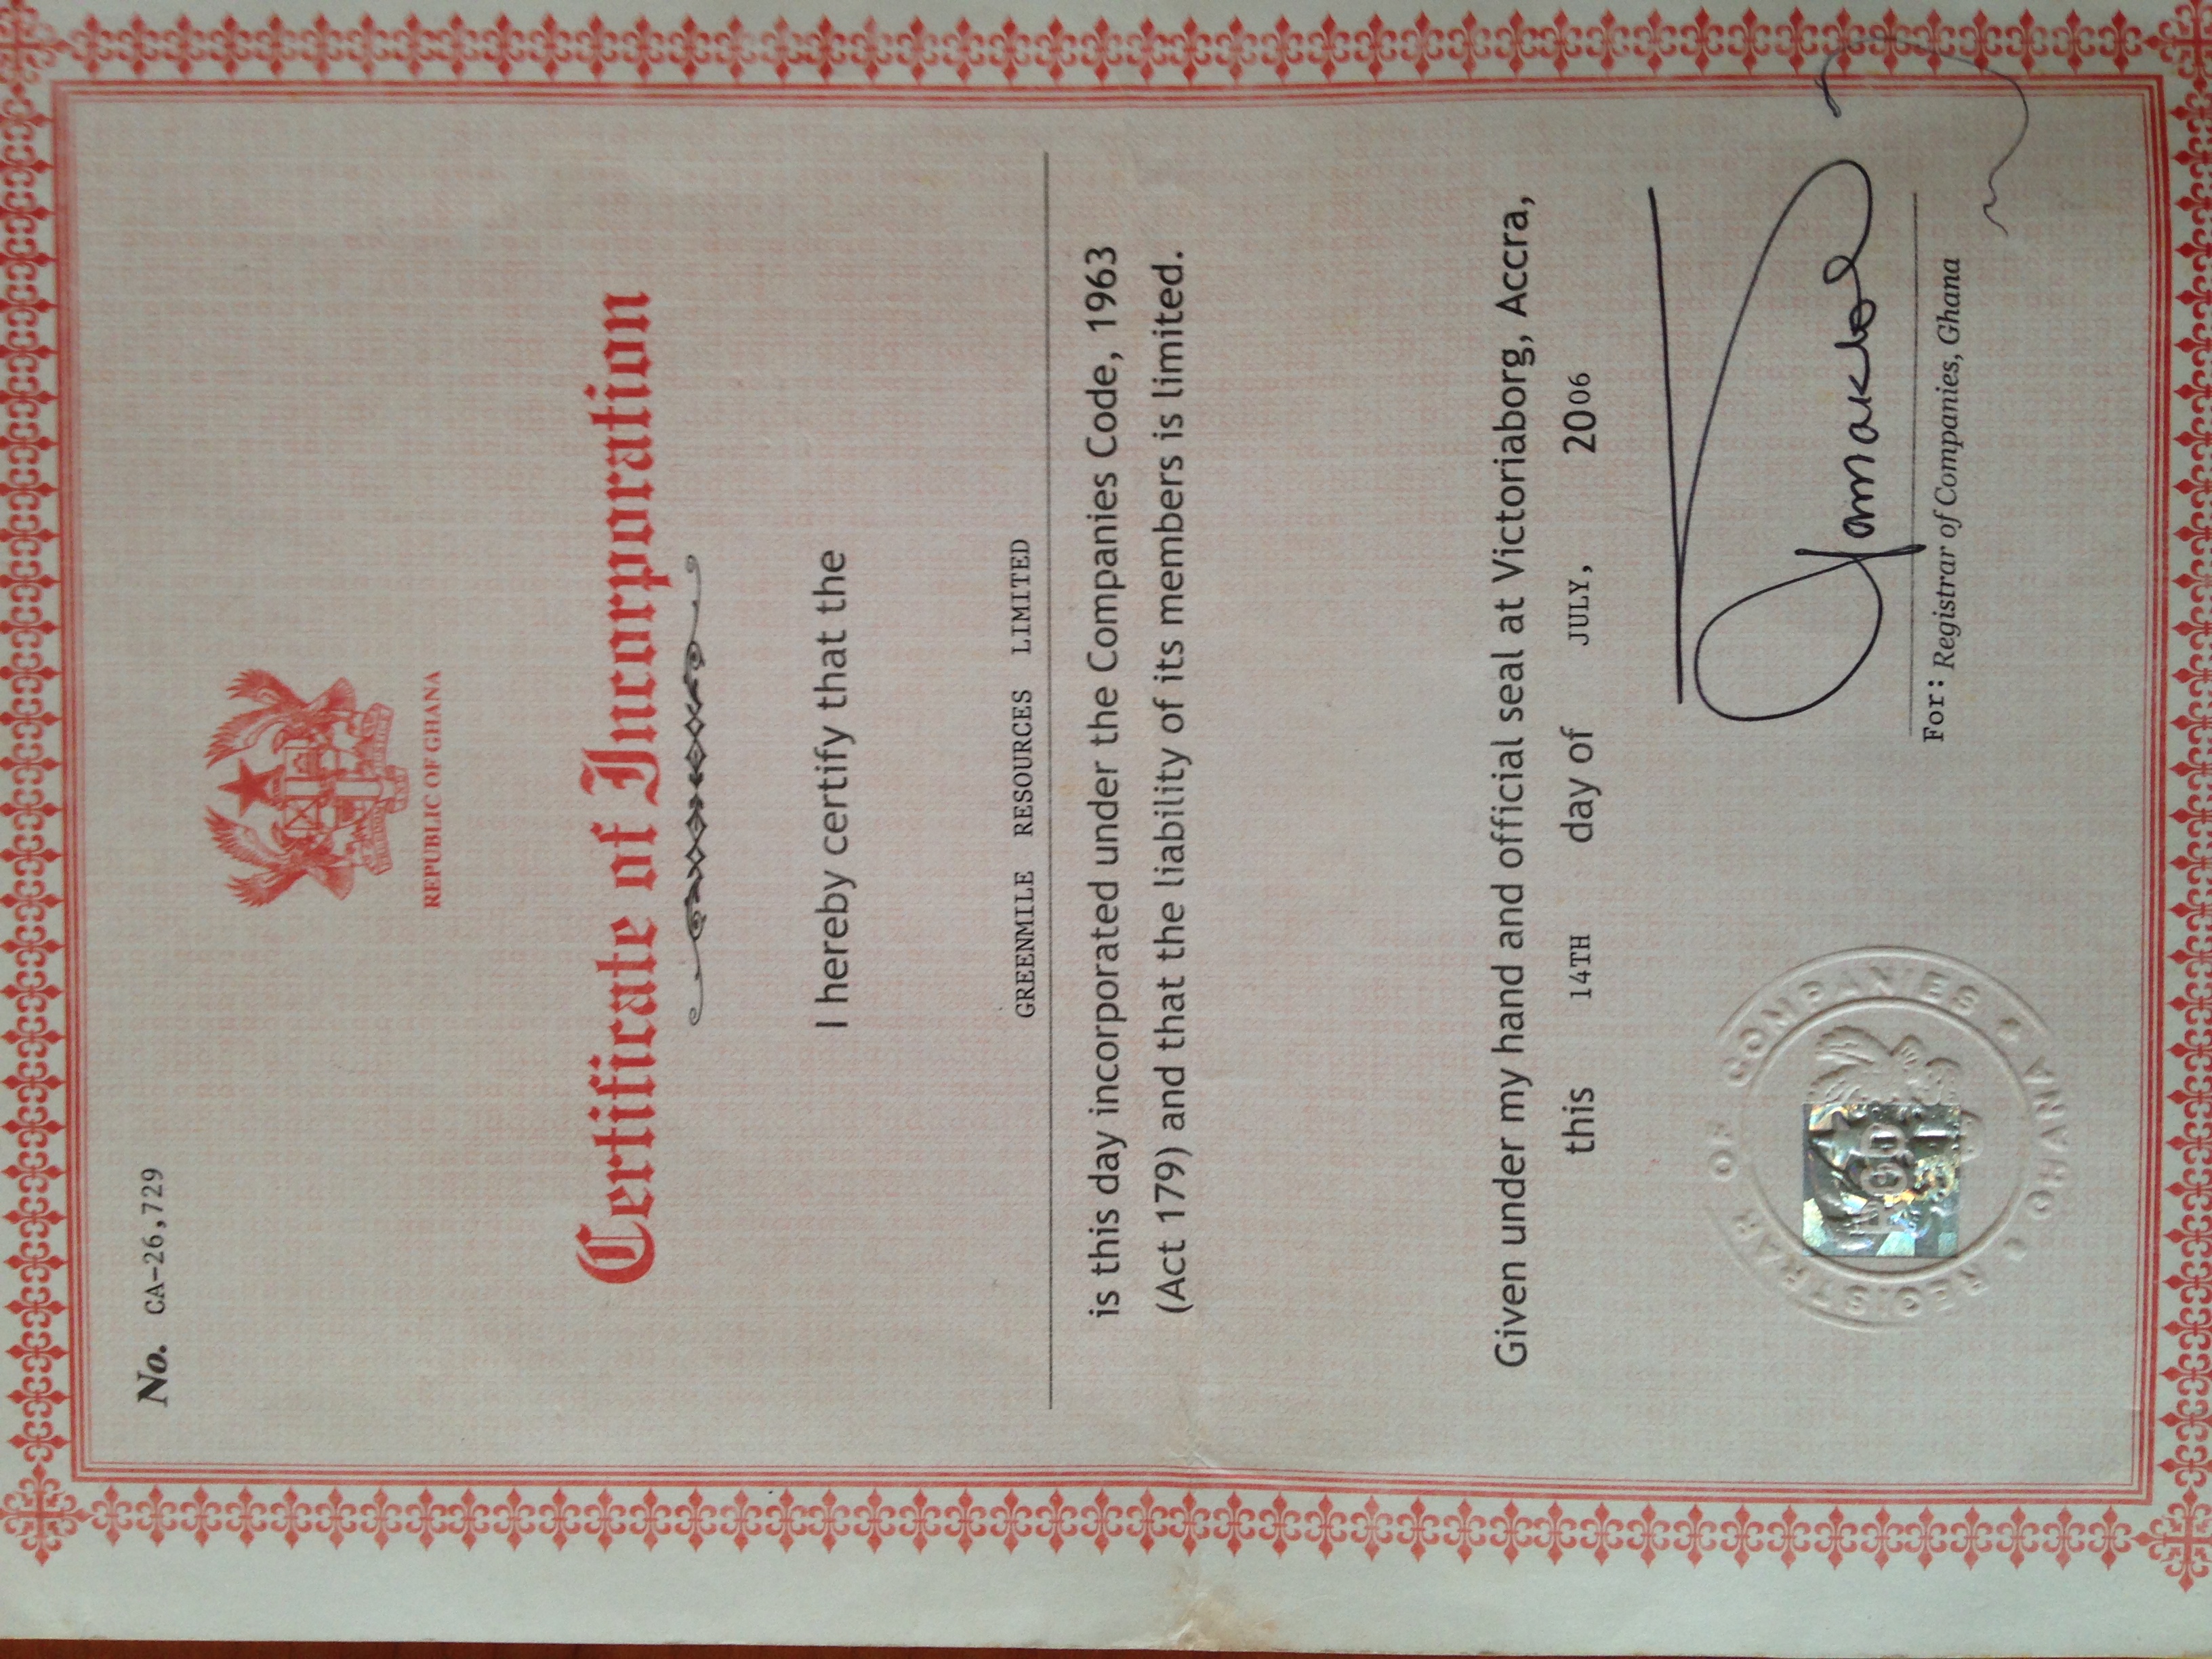 No. CA-26,729
FREEDOM AND JUSTICE
REPUBLIC OF GHANA
Certificate of Incorporation
I hereby certify that the
GREENMILE RESOURCES LIMITED
is this day incorporated under the Companies Code, 1963
(Act 179) and that the liability of its members is limited.
Given under my hand and official seal at Victoriaborg, Accra,
this 14TH day of JULY, 2006
REGISTRAR OF COMPANIES
GHANA
For: Registrar of Companies, Ghana